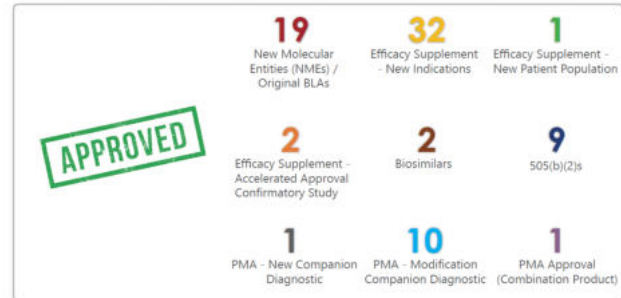 19
New Molecular
Entities (NMEs) /
Original BLAs
32
Efficacy Supplement
- New Indications
1
Efficacy Supplement -
New Patient Population
APPROVED
2
Efficacy Supplement -
Accelerated Approval
Confirmatory Study
2
Biosimilars
9
505(b)(2)s
1
PMA - New Companion
Diagnostic
10
PMA - Modification
Companion Diagnostic
1
PMA Approval
(Combination Product)